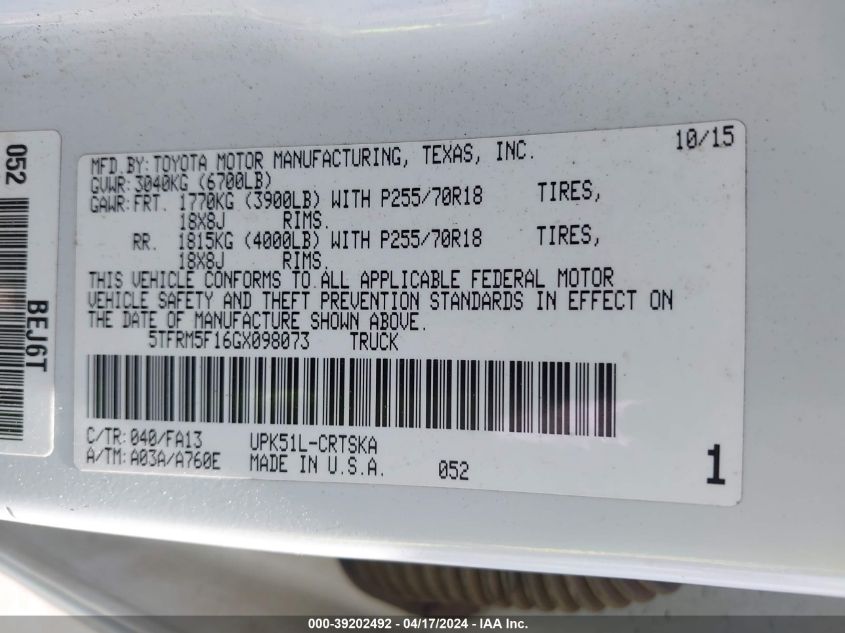 052
BEJ6T
10/15
MFD.BY:TOYOTA MOTOR MANUFACTURING, TEXAS, INC.
GVWR:3040KG (6700LB)
GAWR:FRT. 1770KG (3900LB) WITH P255/70R18 TIRES,
18X8J RIMS.
RR. 1815KG (4000LB) WITH P255/70R18 TIRES,
18X8J RIMS.
THIS VEHICLE CONFORMS TO ALL APPLICABLE FEDERAL MOTOR
VEHICLE SAFETY AND THEFT PREVENTION STANDARDS IN EFFECT ON
THE DATE OF MANUFACTURE SHOWN ABOVE.
5TFRM5F16GX098073 TRUCK
C/TR:040/FA13 UPK51L-CRTSKA
A/TM:A03A/A760E MADE IN U.S.A. 052
1
000-39202492 - 04/17/2024 - IAA Inc.